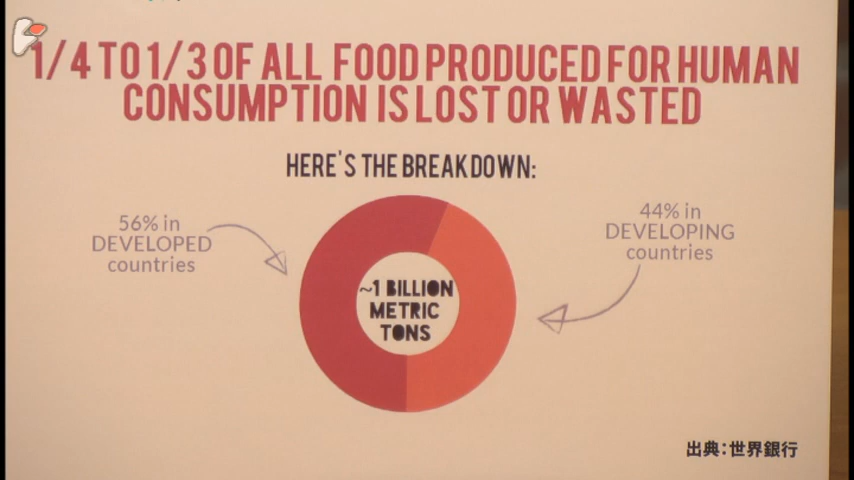 1/4 TO 1/3 OF ALL FOOD PRODUCED FOR HUMAN
CONSUMPTION IS LOST OR WASTED
HERE'S THE BREAKDOWN:
56% in
DEVELOPED
countries
44% in
DEVELOPING
countries
~1 BILLION
METRIC
TONS
出典:世界銀行